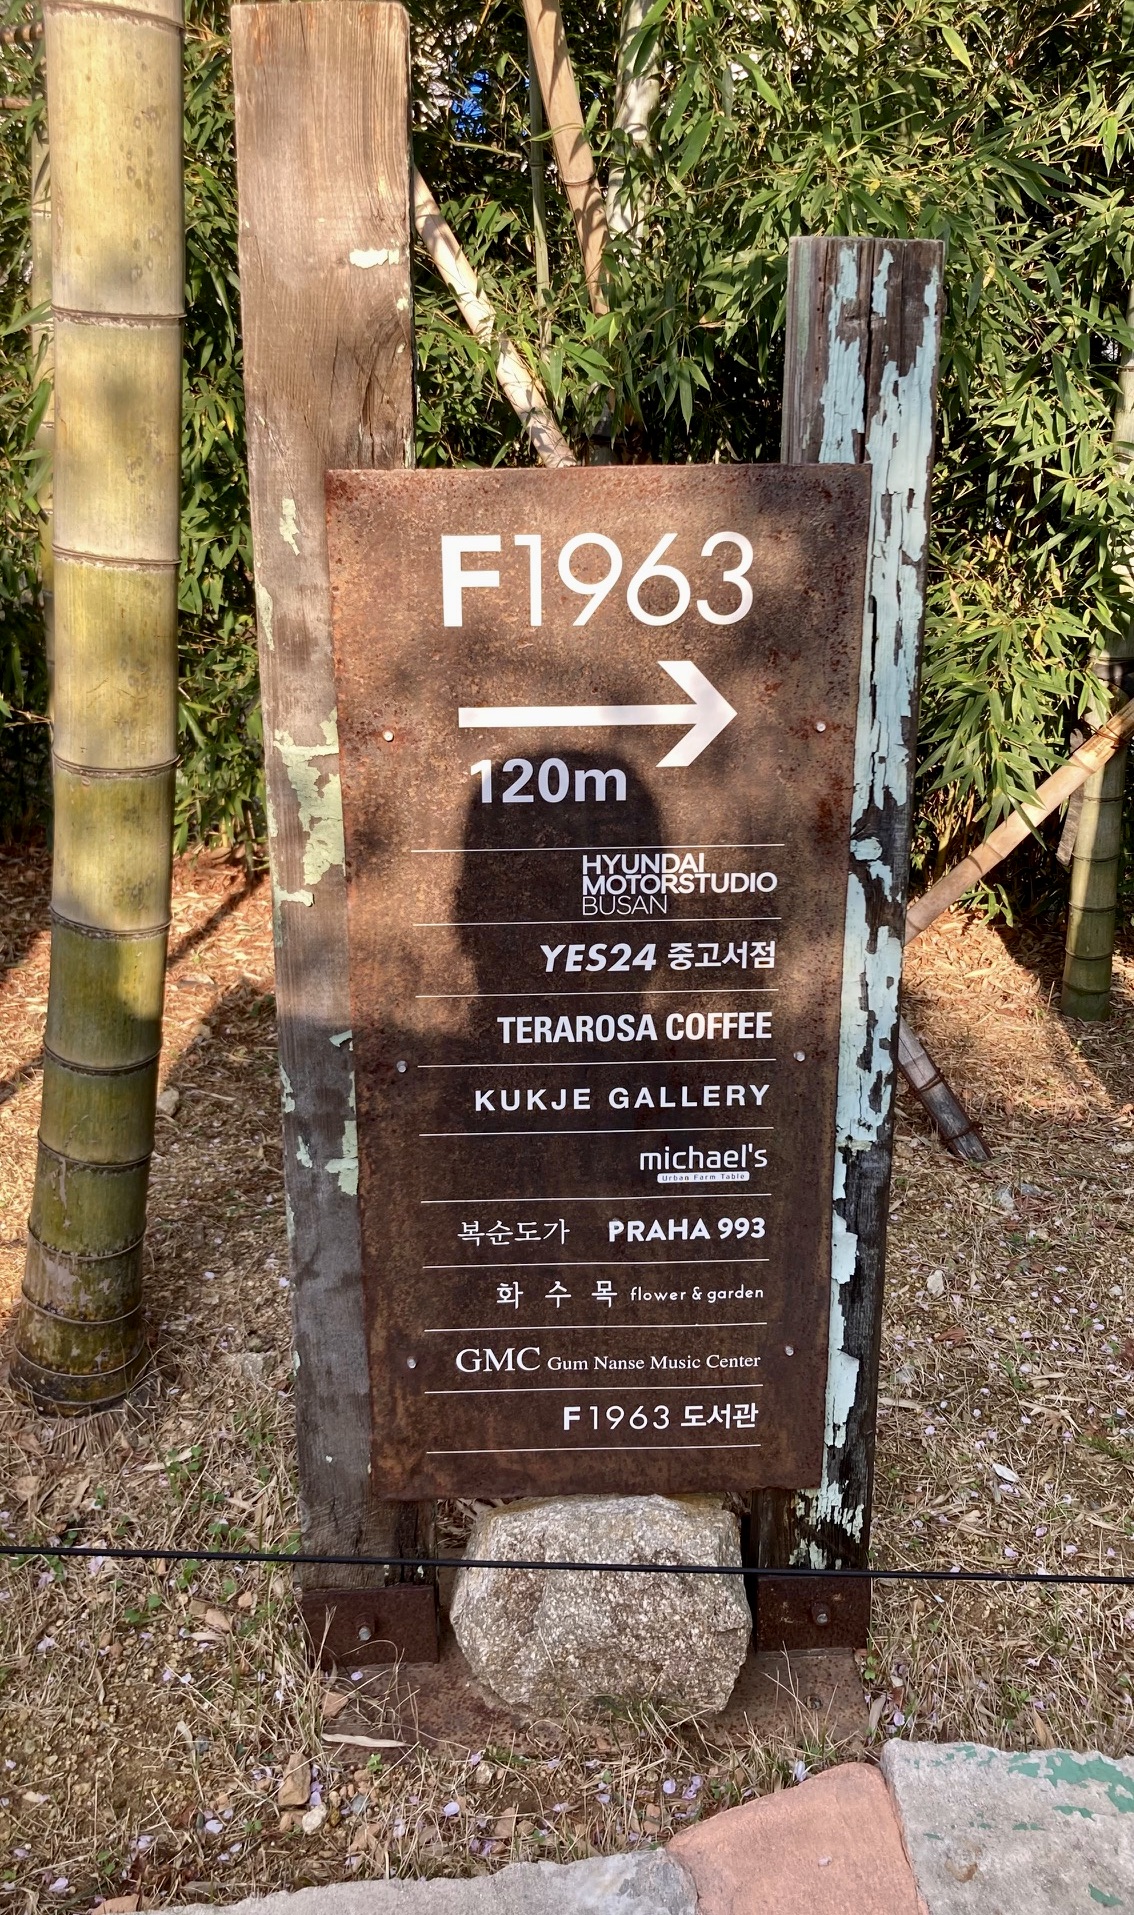 F1963
120m
HYUNDAI
MOTORSTUDIO
BUSAN
YES24 중고서점
TERAROSA COFFEE
KUKJE GALLERY
michael's
Urban Farm Table
복순도가 PRAHA 993
화 수 목 flower & garden
GMC Gum Nanse Music Center
F1963 도서관